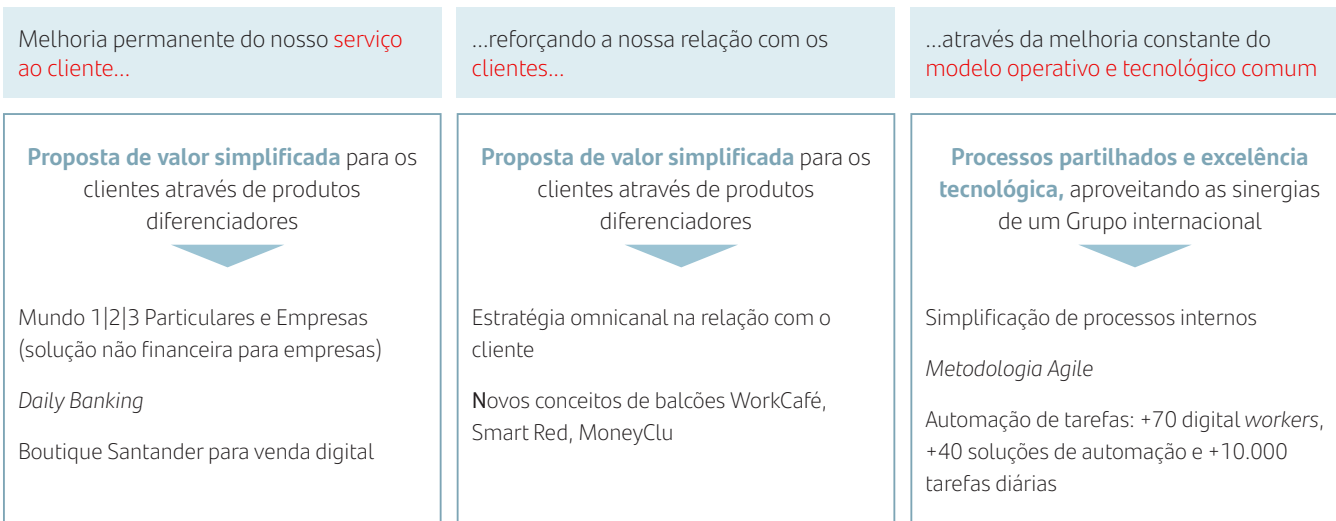 Melhoria permanente do nosso serviço
ao cliente...
...reforçando a nossa relação com os
clientes...
...através da melhoria constante do
modelo operativo e tecnológico comum
Proposta de valor simplificada para os
clientes através de produtos
diferenciadores
Mundo 1|2|3 Particulares e Empresas
(solução não financeira para empresas)
Daily Banking
Boutique Santander para venda digital
Proposta de valor simplificada para os
clientes através de produtos
diferenciadores
Estratégia omnicanal na relação com o
cliente
Novos conceitos de balcões WorkCafé,
Smart Red, MoneyClu
Processos partilhados e excelência
tecnológica, aproveitando as sinergias
de um Grupo internacional
Simplificação de processos internos
Metodologia Agile
Automação de tarefas: +70 digital workers,
+40 soluções de automação e +10.000
tarefas diárias